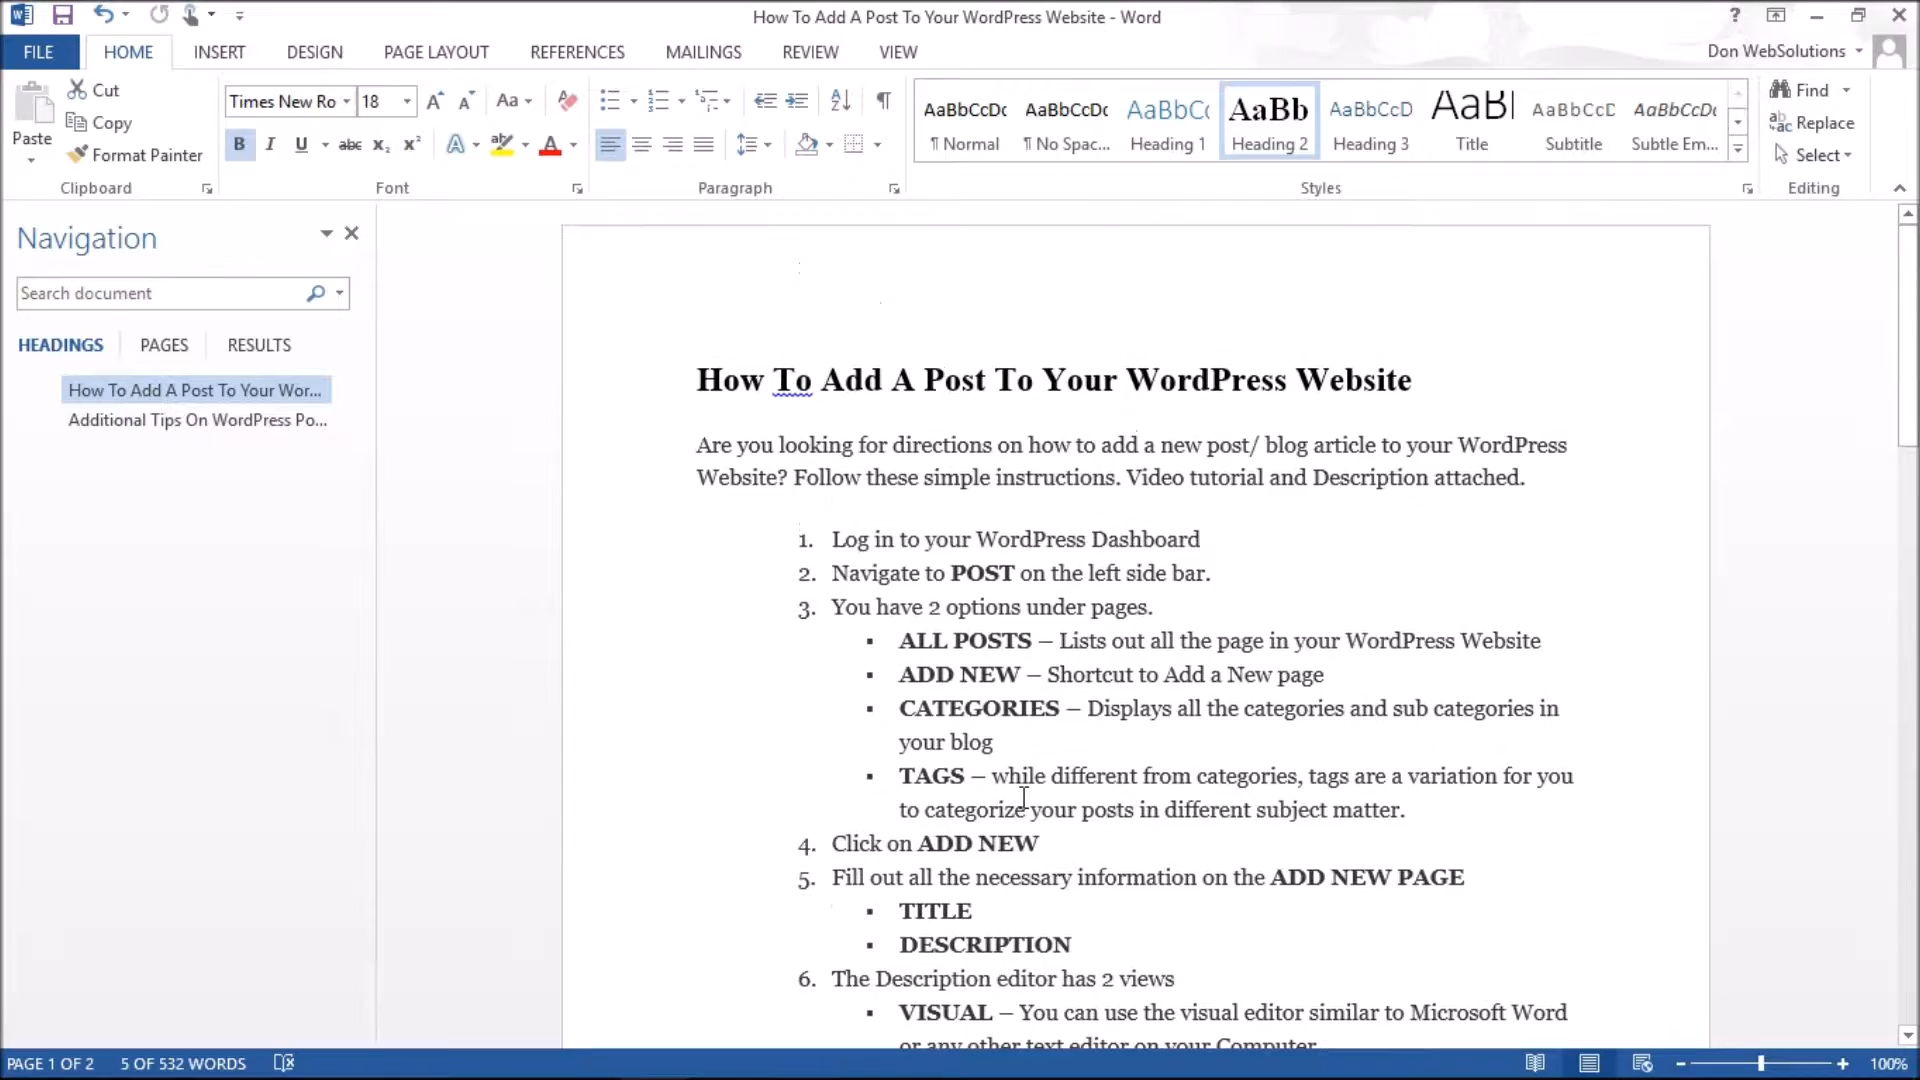 How To Add A Post To Your WordPress Website - Word
?
FILE HOME INSERT DESIGN PAGE LAYOUT REFERENCES MAILINGS REVIEW VIEW
Don WebSolutions
Paste
Cut
Copy
Format Painter
Clipboard
Times New Ro 18
Aa
B I U abc x₂ x²
A A
Font
Paragraph
AaBbCcDc AaBbCcDc AaBbCc AaBb AaBbCcD AaB AaBbCcD AaBbCcDc
¶ Normal ¶ No Spac... Heading 1 Heading 2 Heading 3 Title Subtitle Subtle Em...
Styles
Find
Replace
Select
Editing
Navigation
Search document
HEADINGS PAGES RESULTS
How To Add A Post To Your Wor...
Additional Tips On WordPress Po...
How To Add A Post To Your WordPress Website
Are you looking for directions on how to add a new post/ blog article to your WordPress
Website? Follow these simple instructions. Video tutorial and Description attached.
1. Log in to your WordPress Dashboard
2. Navigate to POST on the left side bar.
3. You have 2 options under pages.
▪ ALL POSTS – Lists out all the page in your WordPress Website
▪ ADD NEW – Shortcut to Add a New page
▪ CATEGORIES – Displays all the categories and sub categories in
your blog
▪ TAGS – while different from categories, tags are a variation for you
to categorize your posts in different subject matter.
4. Click on ADD NEW
5. Fill out all the necessary information on the ADD NEW PAGE
▪ TITLE
▪ DESCRIPTION
6. The Description editor has 2 views
▪ VISUAL – You can use the visual editor similar to Microsoft Word
or any other text editor on your Computer
PAGE 1 OF 2 5 OF 532 WORDS
100%